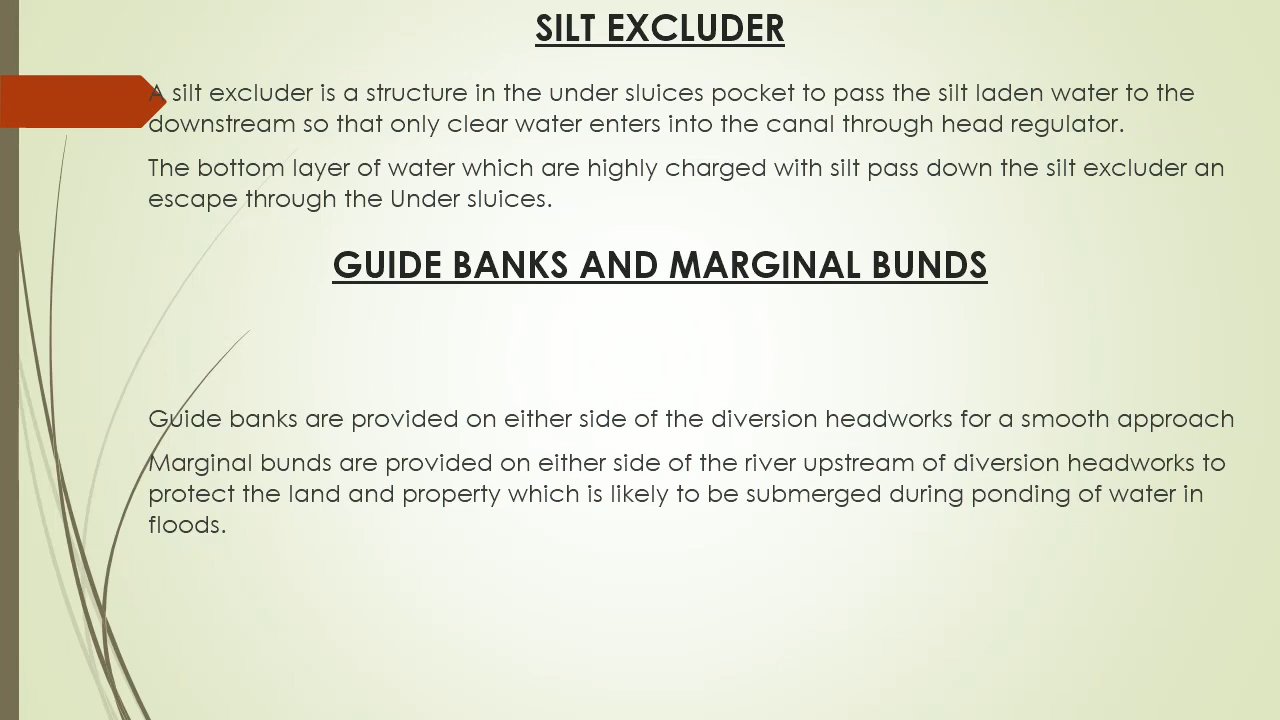 SILT EXCLUDER
A silt excluder is a structure in the under sluices pocket to pass the silt laden water to the
downstream so that only clear water enters into the canal through head regulator.
The bottom layer of water which are highly charged with silt pass down the silt excluder an
escape through the Under sluices.
GUIDE BANKS AND MARGINAL BUNDS
Guide banks are provided on either side of the diversion headworks for a smooth approach
Marginal bunds are provided on either side of the river upstream of diversion headworks to
protect the land and property which is likely to be submerged during ponding of water in
floods.